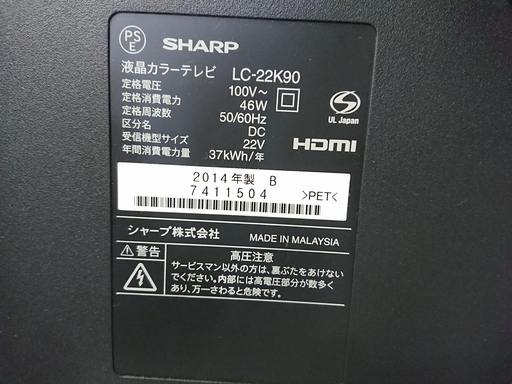 PS
E
SHARP
液晶カラーテレビ LC-22K90
定格電圧 100V～
定格消費電力 46W
定格周波数 50/60Hz
区分名 DC
受信機型サイズ 22V
年間消費電力量 37kWh/年
S
UL Japan
HDMI
2014年製 B
7411504 >PET<
シャープ株式会社 MADE IN MALAYSIA
警告 高圧注意
サービスマン以外の方は、裏ぶたをあけない
でください。内部には高電圧部分が数多く
あり、万一さわると危険です。